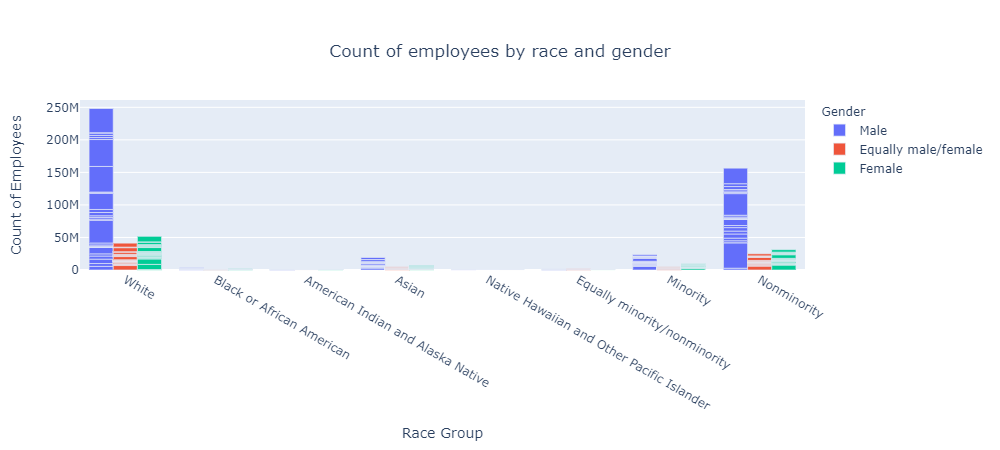 Count of employees by race and gender
Count of Employees
250M
200M
150M
100M
50M
0
White
Black or African American
American Indian and Alaska Native
Asian
Native Hawaiian and Other Pacific Islander
Equally minority/nonminority
Minority
Nonminority
Race Group
Gender
Male
Equally male/female
Female